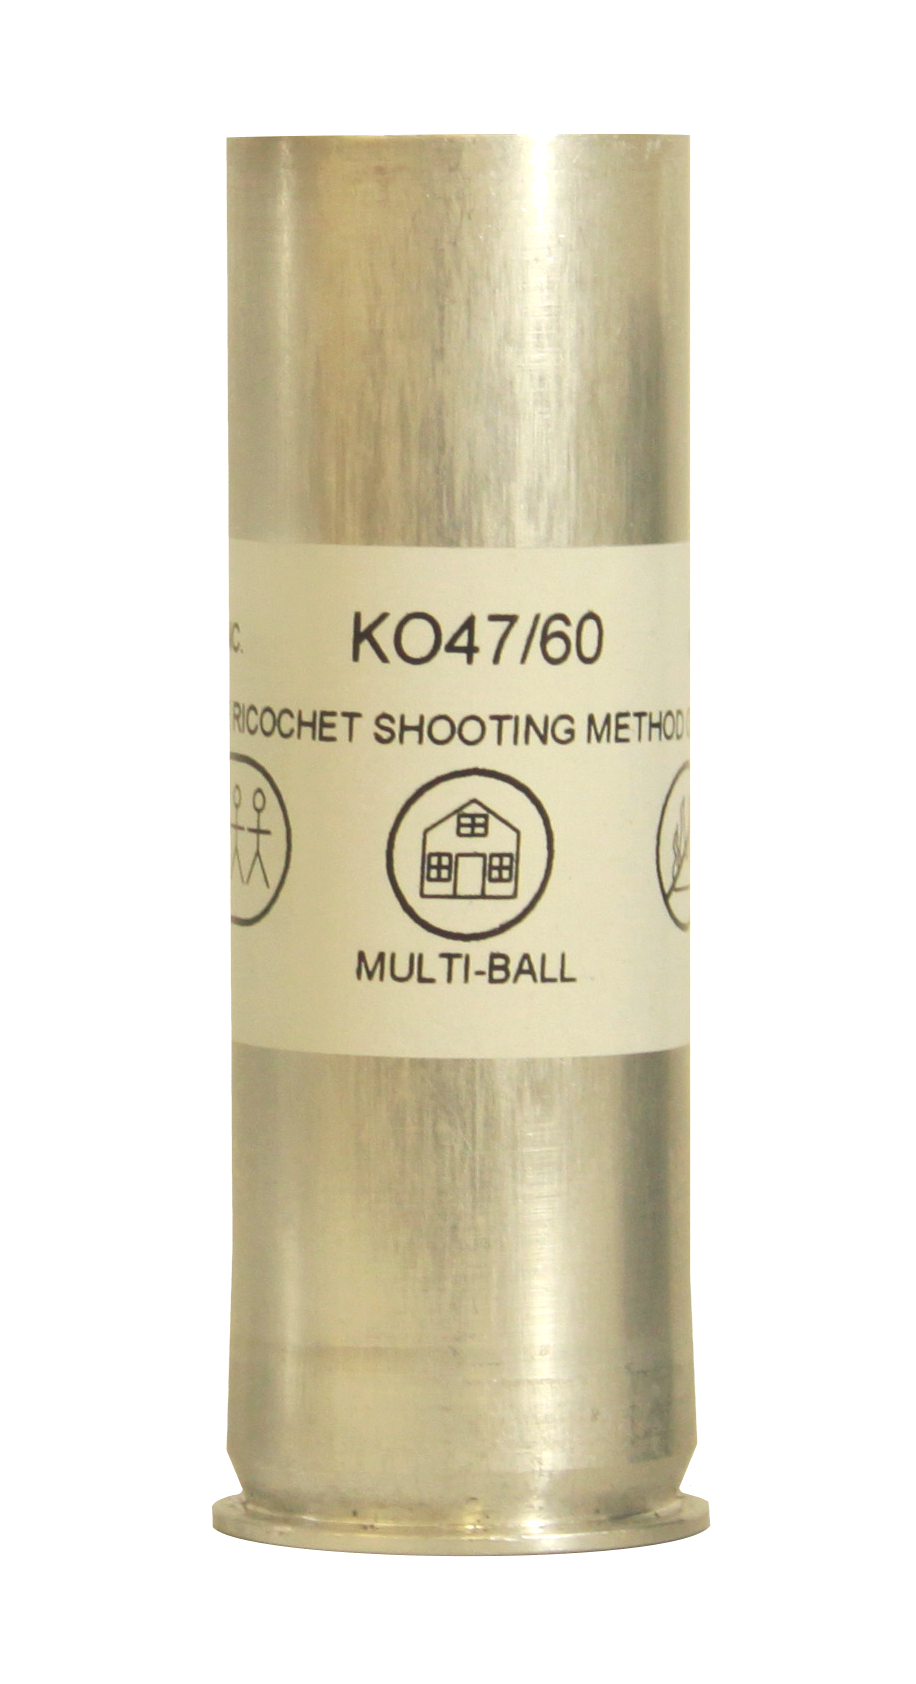 KO47/60
RICOCHET SHOOTING METHOD
MULTI-BALL